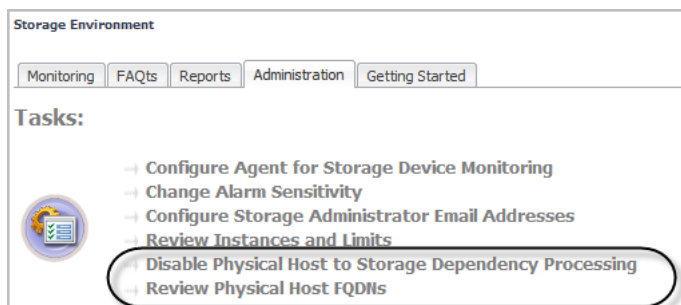 Storage Environment
Monitoring FAQts Reports Administration Getting Started
Tasks:
Configure Agent for Storage Device Monitoring
Change Alarm Sensitivity
Configure Storage Administrator Email Addresses
Review Instances and Limits
Disable Physical Host to Storage Dependency Processing
Review Physical Host FQDNs